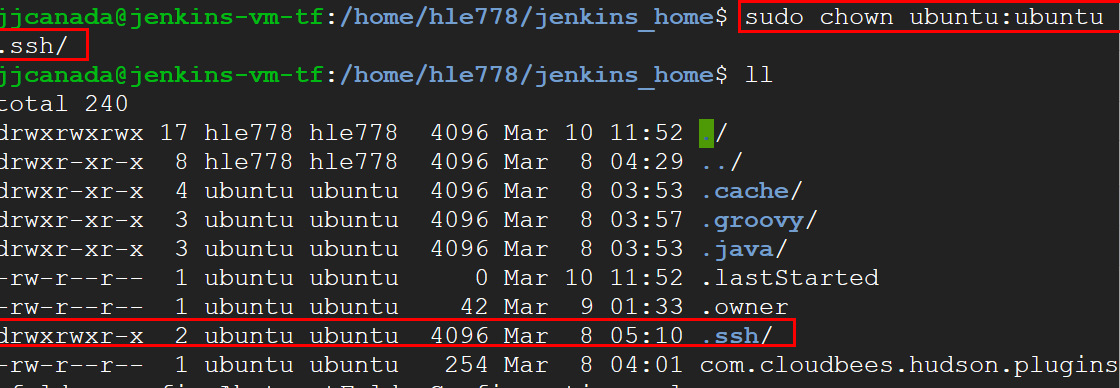 jjcanada@jenkins-vm-tf:/home/hle778/jenkins_home$ sudo chown ubuntu:ubuntu
.ssh/
jjcanada@jenkins-vm-tf:/home/hle778/jenkins_home$ ll
total 240
drwxrwxrwx 17 hle778 hle778  4096 Mar 10 11:52 ./
drwxr-xr-x  8 hle778 hle778  4096 Mar  8 04:29 ../
drwxr-xr-x  4 ubuntu ubuntu  4096 Mar  8 03:53 .cache/
drwxr-xr-x  3 ubuntu ubuntu  4096 Mar  8 03:57 .groovy/
drwxr-xr-x  3 ubuntu ubuntu  4096 Mar  8 03:53 .java/
-rw-r--r--  1 ubuntu ubuntu     0 Mar 10 11:52 .lastStarted
-rw-r--r--  1 ubuntu ubuntu    42 Mar  9 01:33 .owner
drwxrwxr-x  2 ubuntu ubuntu  4096 Mar  8 05:10 .ssh/
-rw-r--r--  1 ubuntu ubuntu   254 Mar  8 04:01 com.cloudbees.hudson.plugins